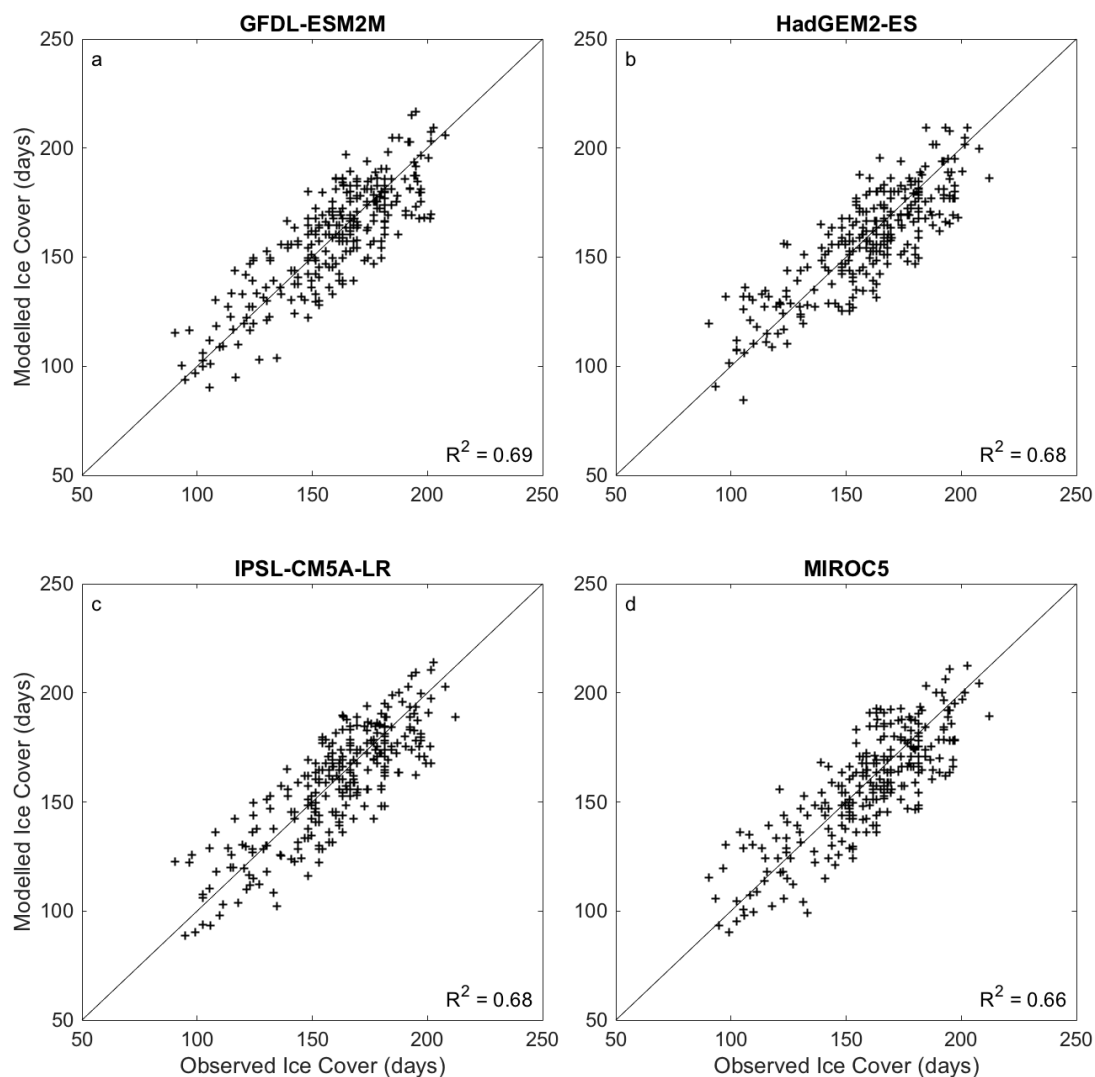 GFDL-ESM2M
a
250
200
150
100
50
Modelled Ice Cover (days)
R² = 0.69
50 100 150 200 250
HadGEM2-ES
b
250
200
150
100
50
R² = 0.68
50 100 150 200 250
IPSL-CM5A-LR
c
250
200
150
100
50
Modelled Ice Cover (days)
R² = 0.68
50 100 150 200 250
Observed Ice Cover (days)
MIROC5
d
250
200
150
100
50
R² = 0.66
50 100 150 200 250
Observed Ice Cover (days)